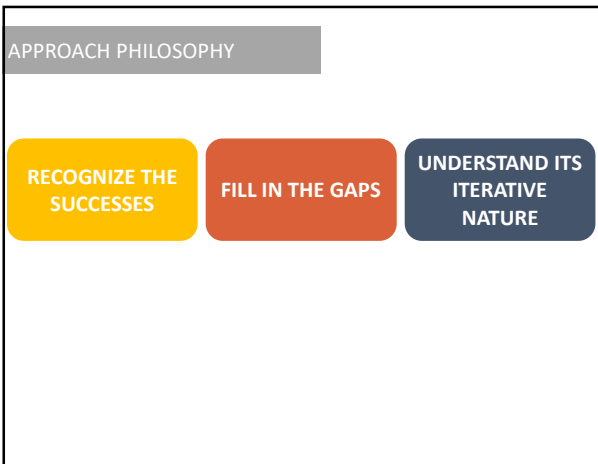 APPROACH PHILOSOPHY
RECOGNIZE THE
SUCCESSES
FILL IN THE GAPS
UNDERSTAND ITS
ITERATIVE
NATURE